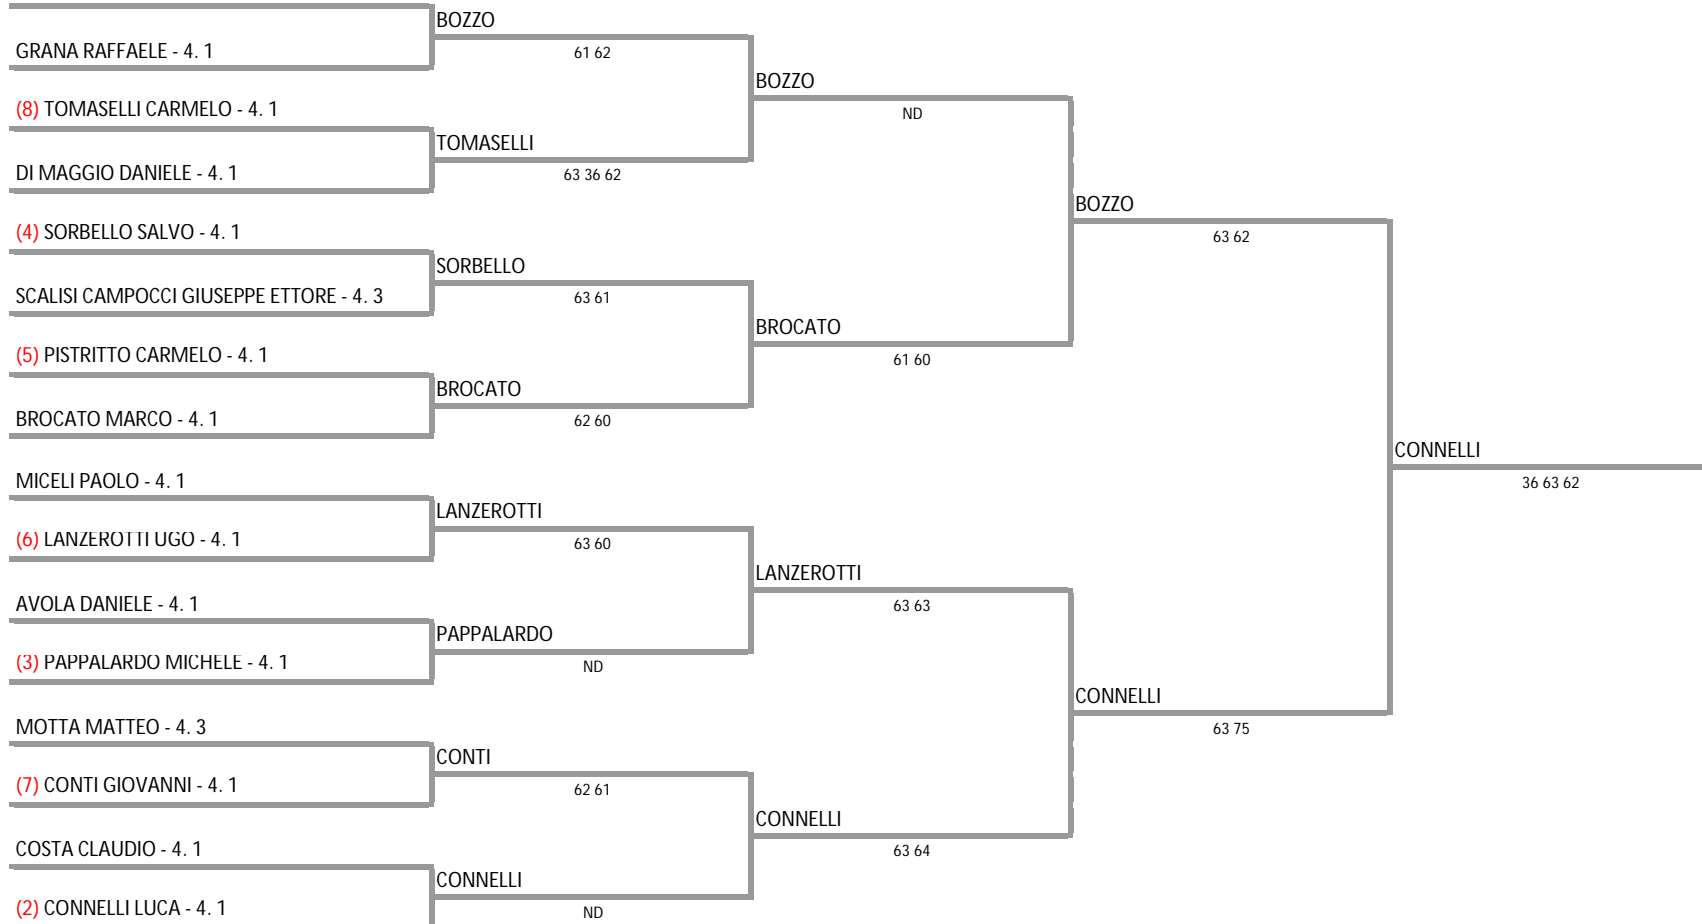 BOZZO
GRANA RAFFAELE - 4. 1
61 62
BOZZO
(8) TOMASELLI CARMELO - 4. 1
ND
TOMASELLI
DI MAGGIO DANIELE - 4. 1
63 36 62
BOZZO
(4) SORBELLO SALVO - 4. 1
63 62
SORBELLO
SCALISI CAMPOCCI GIUSEPPE ETTORE - 4. 3
63 61
BROCATO
(5) PISTRITTO CARMELO - 4. 1
61 60
BROCATO
BROCATO MARCO - 4. 1
62 60
CONNELLI
MICELI PAOLO - 4. 1
36 63 62
LANZEROTTI
(6) LANZEROTTI UGO - 4. 1
63 60
LANZEROTTI
AVOLA DANIELE - 4. 1
63 63
PAPPALARDO
(3) PAPPALARDO MICHELE - 4. 1
ND
CONNELLI
MOTTA MATTEO - 4. 3
63 75
CONTI
(7) CONTI GIOVANNI - 4. 1
62 61
CONNELLI
COSTA CLAUDIO - 4. 1
63 64
CONNELLI
(2) CONNELLI LUCA - 4. 1
ND